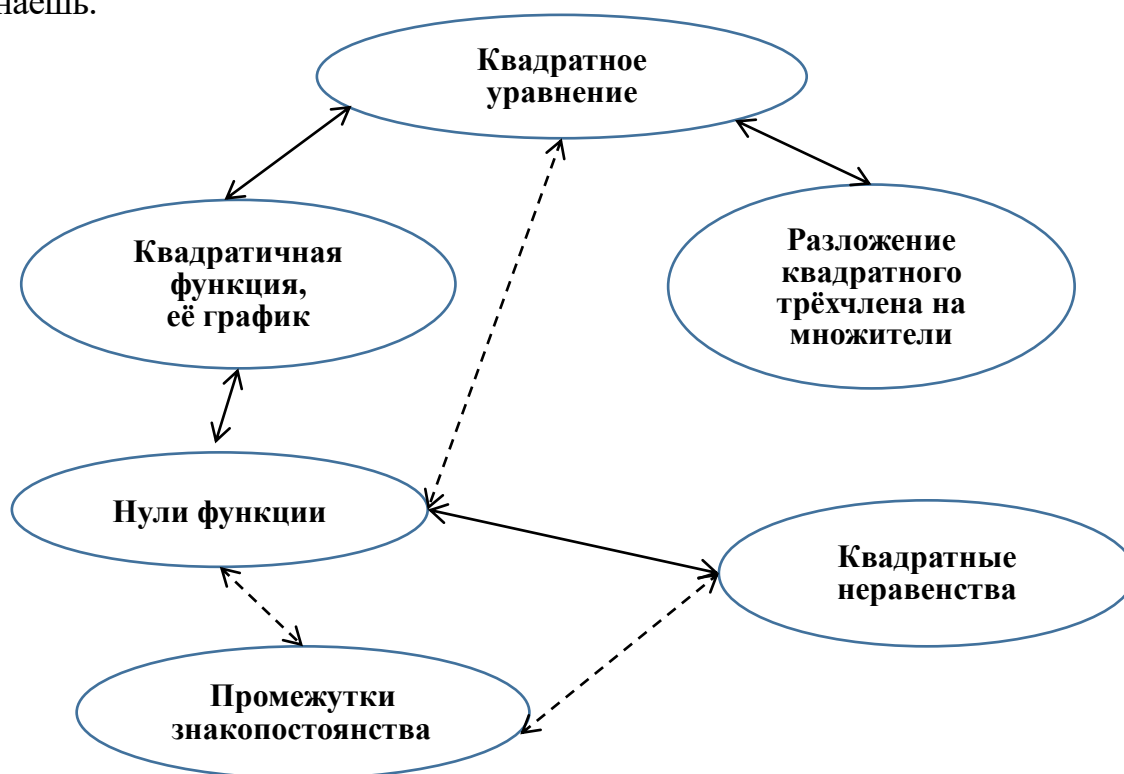 наешь.
Квадратное
уравнение
Квадратичная
функция,
её график
Разложение
квадратного
трёхчлена на
множители
Нули функции
Квадратные
неравенства
Промежутки
знакопостоянства